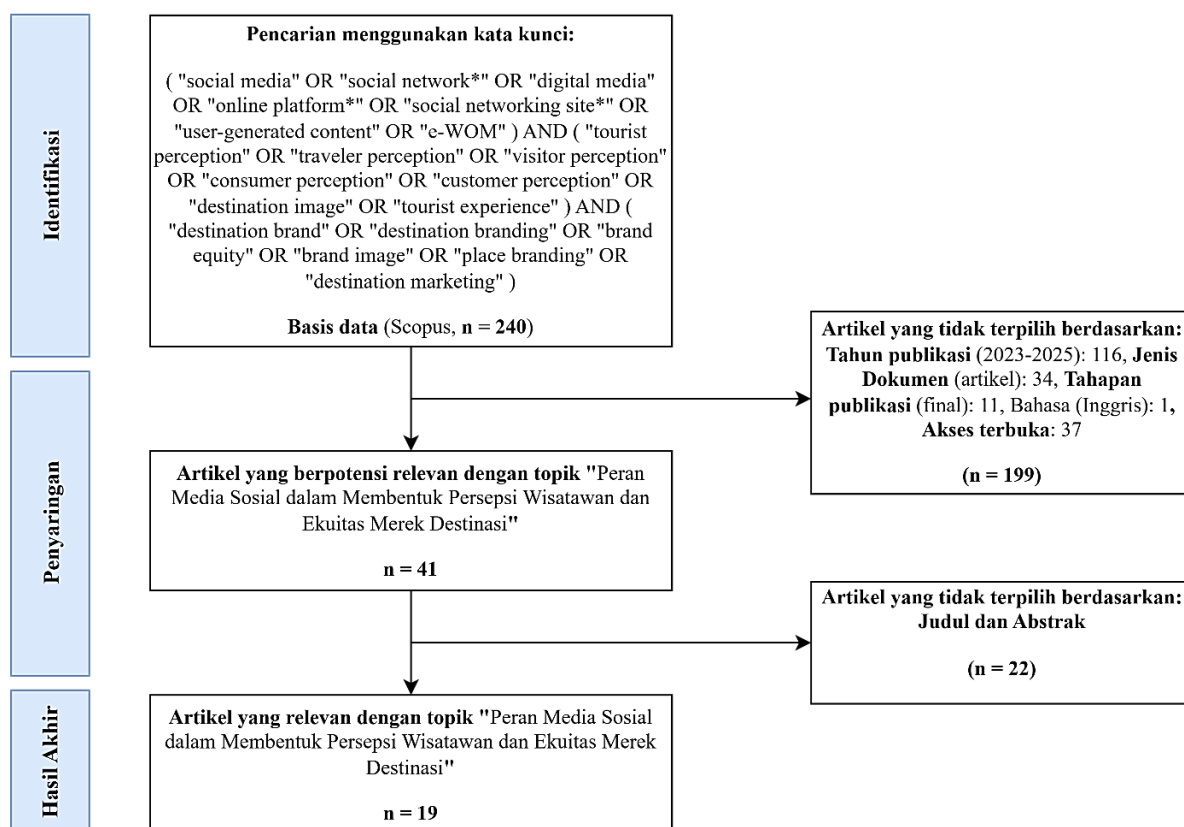 Identifikasi
Pencarian menggunakan kata kunci:
( "social media" OR "social network*" OR "digital media"
OR "online platform*" OR "social networking site*" OR
"user-generated content" OR "e-WOM" ) AND ( "tourist
perception" OR "traveler perception" OR "visitor perception"
OR "consumer perception" OR "customer perception" OR
"destination image" OR "tourist experience" ) AND (
"destination brand" OR "destination branding" OR "brand
equity" OR "brand image" OR "place branding" OR
"destination marketing" )
Basis data (Scopus, n = 240)
Artikel yang tidak terpilih berdasarkan:
Tahun publikasi (2023-2025): 116, Jenis
Dokumen (artikel): 34, Tahapan
publikasi (final): 11, Bahasa (Inggris): 1,
Akses terbuka: 37
(n = 199)
Penyaringan
Artikel yang berpotensi relevan dengan topik "Peran
Media Sosial dalam Membentuk Persepsi Wisatawan dan
Ekuitas Merek Destinasi"
n = 41
Artikel yang tidak terpilih berdasarkan:
Judul dan Abstrak
(n = 22)
Hasil Akhir
Artikel yang relevan dengan topik "Peran Media Sosial
dalam Membentuk Persepsi Wisatawan dan Ekuitas Merek
Destinasi"
n = 19